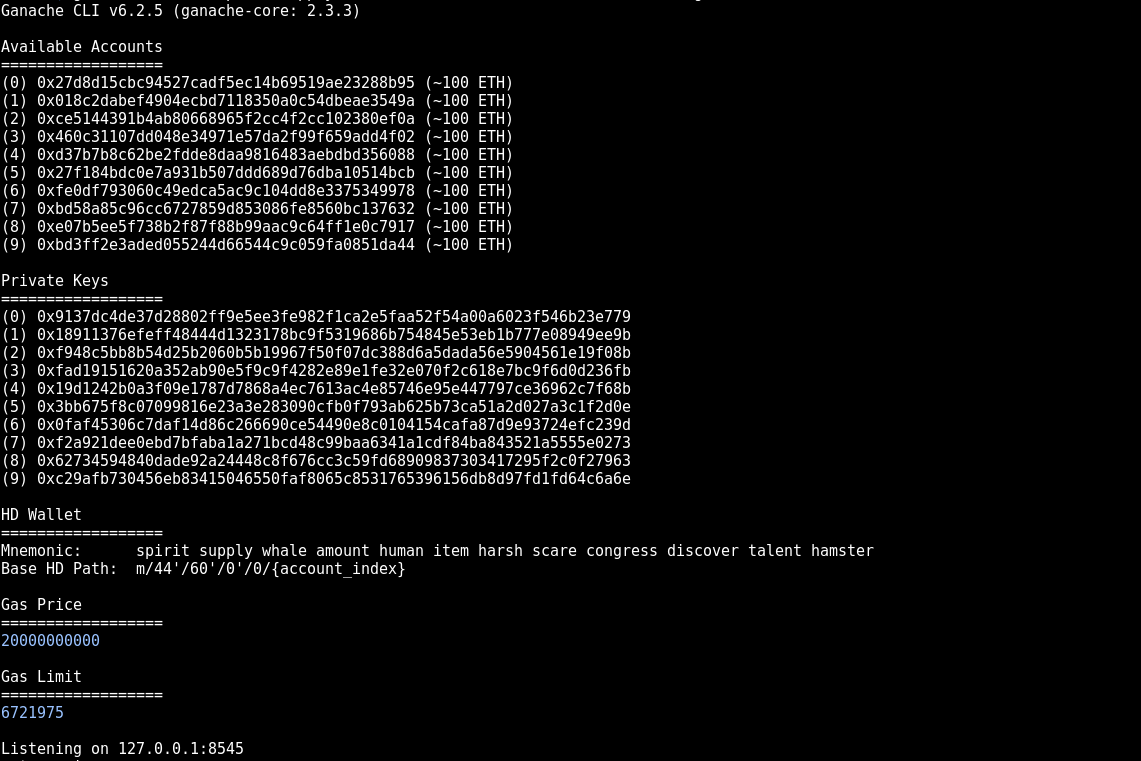 Ganache CLI v6.2.5 (ganache-core: 2.3.3)
Available Accounts
==================
(0) 0x27d8d15cbc94527cadf5ec14b69519ae23288b95 (~100 ETH)
(1) 0x018c2dabef4904ecbd7118350a0c54dbeae3549a (~100 ETH)
(2) 0xce5144391b4ab80668965f2cc4f2cc102380ef0a (~100 ETH)
(3) 0x460c31107dd048e34971e57da2f99f659add4f02 (~100 ETH)
(4) 0xd37b7b8c62be2fdde8daa9816483aebdbd356088 (~100 ETH)
(5) 0x27f184bdc0e7a931b507ddd689d76dba10514bcb (~100 ETH)
(6) 0xfe0df793060c49edca5ac9c104dd8e3375349978 (~100 ETH)
(7) 0xbd58a85c96cc6727859d853086fe8560bc137632 (~100 ETH)
(8) 0xe07b5ee5f738b2f87f88b99aac9c64ff1e0c7917 (~100 ETH)
(9) 0xbd3ff2e3aded055244d66544c9c059fa0851da44 (~100 ETH)
Private Keys
==================
(0) 0x9137dc4de37d28802ff9e5ee3fe982f1ca2e5faa52f54a00a6023f546b23e779
(1) 0x18911376efeff48444d1323178bc9f5319686b754845e53eb1b777e08949ee9b
(2) 0xf948c5bb8b54d25b2060b5b19967f50f07dc388d6a5dada56e5904561e19f08b
(3) 0xfad19151620a352ab90e5f9c9f4282e89e1fe32e070f2c618e7bc9f6d0d236fb
(4) 0x19d1242b0a3f09e1787d7868a4ec7613ac4e85746e95e447797ce36962c7f68b
(5) 0x3bb675f8c07099816e23a3e283090cfb0f793ab625b73ca51a2d027a3c1f2d0e
(6) 0x0faf45306c7daf14d86c266690ce54490e8c0104154cafa87d9e93724efc239d
(7) 0xf2a921dee0ebd7bfaba1a271bcd48c99baa6341a1cdf84ba843521a5555e0273
(8) 0x62734594840dade92a24448c8f676cc3c59fd68909837303417295f2c0f27963
(9) 0xc29afb730456eb83415046550faf8065c8531765396156db8d97fd1fd64c6a6e
HD Wallet
==================
Mnemonic:      spirit supply whale amount human item harsh scare congress discover talent hamster
Base HD Path:  m/44'/60'/0'/0/{account_index}
Gas Price
==================
20000000000
Gas Limit
==================
6721975
Listening on 127.0.0.1:8545